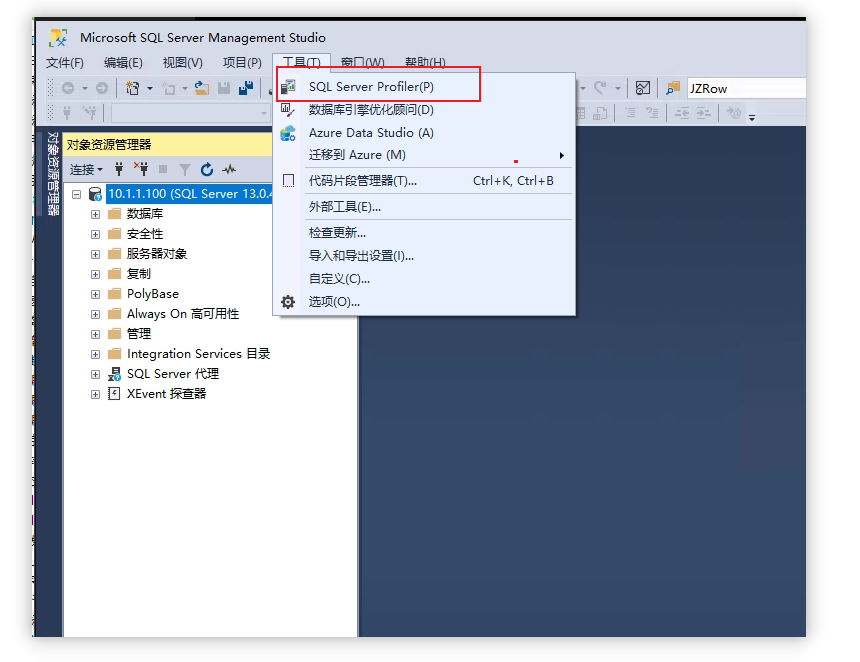 Microsoft SQL Server Management Studio
文件(F) 编辑(E) 视图(V) 项目(P) 工具(T) 窗口(W) 帮助(H)
SQL Server Profiler(P)
JZRow
数据库引擎优化顾问(D)
Azure Data Studio (A)
迁移到 Azure (M)
代码片段管理器(T)... Ctrl+K, Ctrl+B
外部工具(E)...
检查更新...
导入和导出设置(I)...
自定义(C)...
选项(O)...
对象资源管理器
对象资源管理器
连接
10.1.1.100 (SQL Server 13.0.4
数据库
安全性
服务器对象
复制
PolyBase
Always On 高可用性
管理
Integration Services 目录
SQL Server 代理
XEvent 探查器